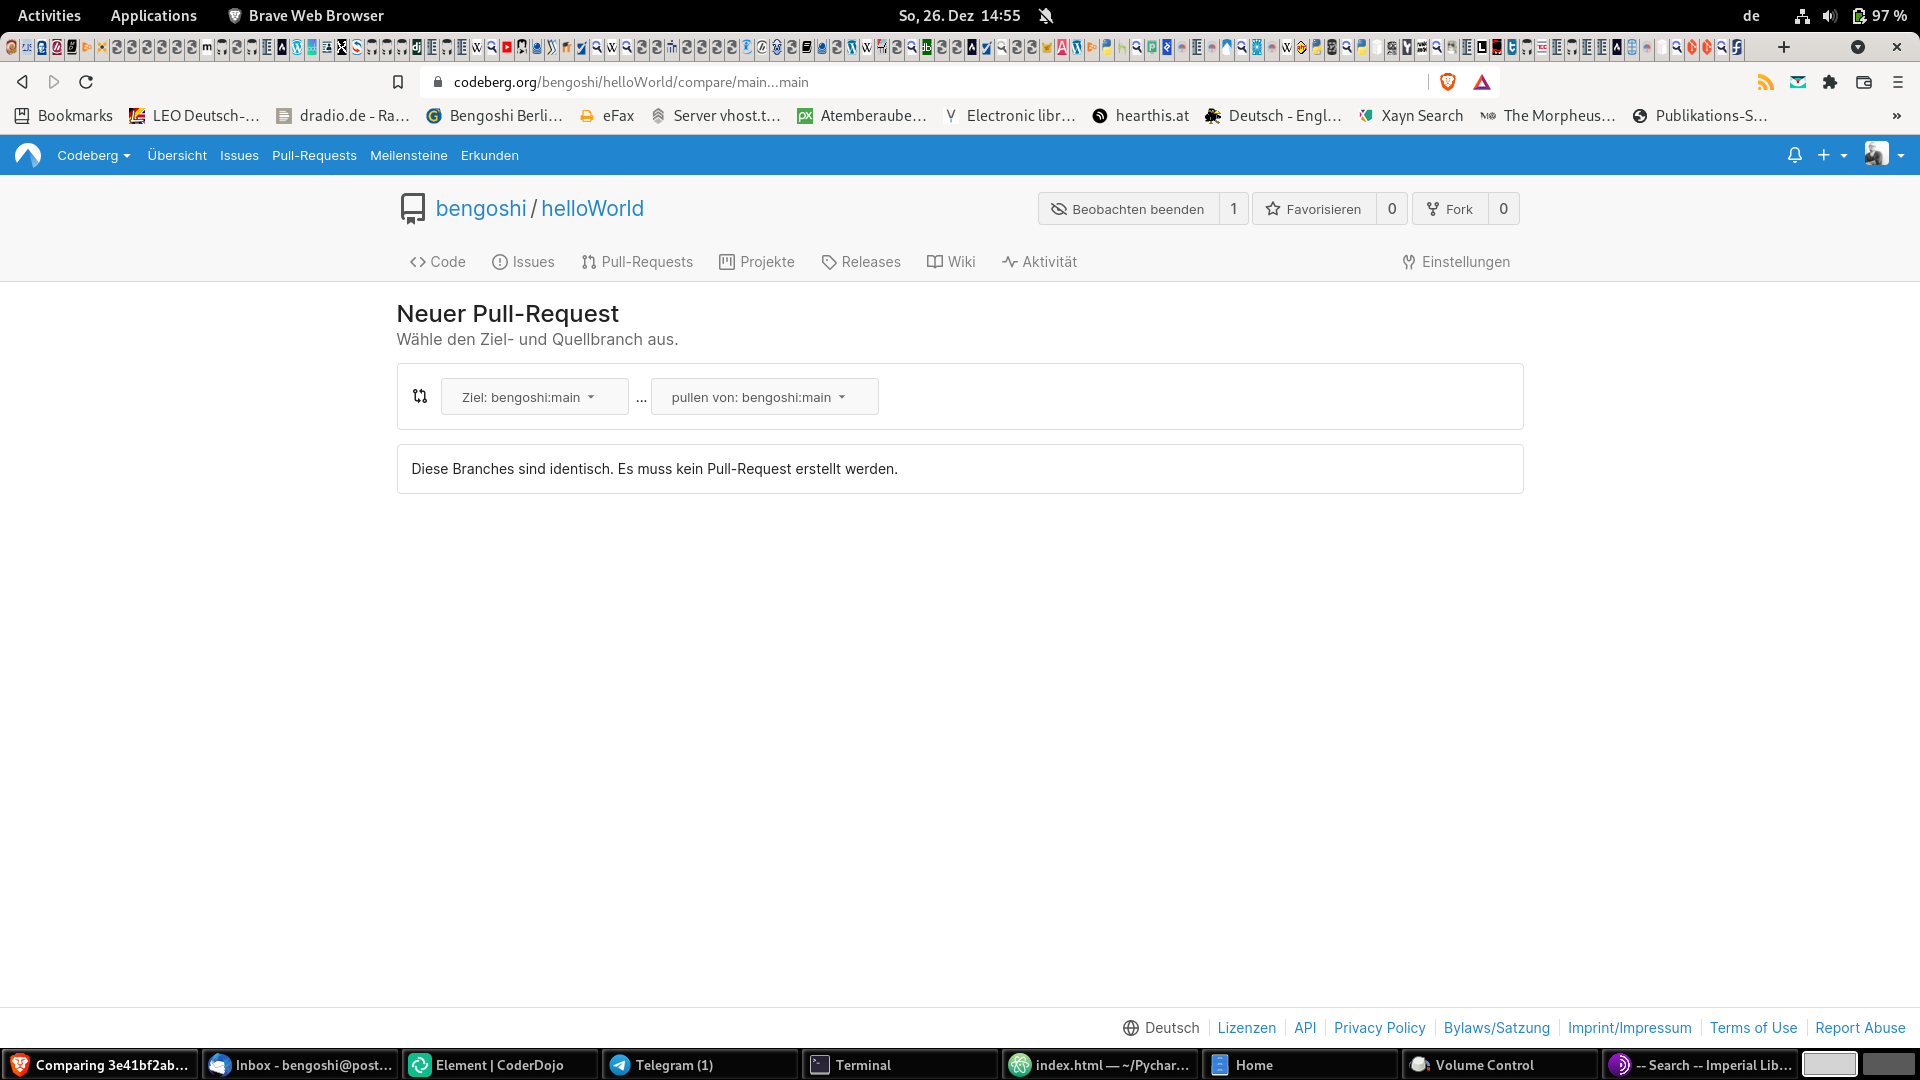 Activities Applications Brave Web Browser So, 26. Dez 14:55 de 97 %
codeberg.org/bengoshi/helloWorld/compare/main...main
Bookmarks LEO Deutsch-... dradio.de - Ra... Bengoshi Berli... eFax Server vhost.t... Atemberaube... Electronic libr... hearthis.at Deutsch - Engl... Xayn Search The Morpheus... Publikations-S... »
Codeberg Übersicht Issues Pull-Requests Meilensteine Erkunden
bengoshi / helloWorld Beobachten beenden 1 Favorisieren 0 Fork 0
Code Issues Pull-Requests Projekte Releases Wiki Aktivität Einstellungen
Neuer Pull-Request
Wähle den Ziel- und Quellbranch aus.
Ziel: bengoshi:main ... pullen von: bengoshi:main
Diese Branches sind identisch. Es muss kein Pull-Request erstellt werden.
Deutsch Lizenzen API Privacy Policy Bylaws/Satzung Imprint/Impressum Terms of Use Report Abuse
Comparing 3e41bf2ab... Inbox - bengoshi@post... Element | CoderDojo Telegram (1) Terminal index.html — ~/Pychar... Home Volume Control -- Search -- Imperial Lib...